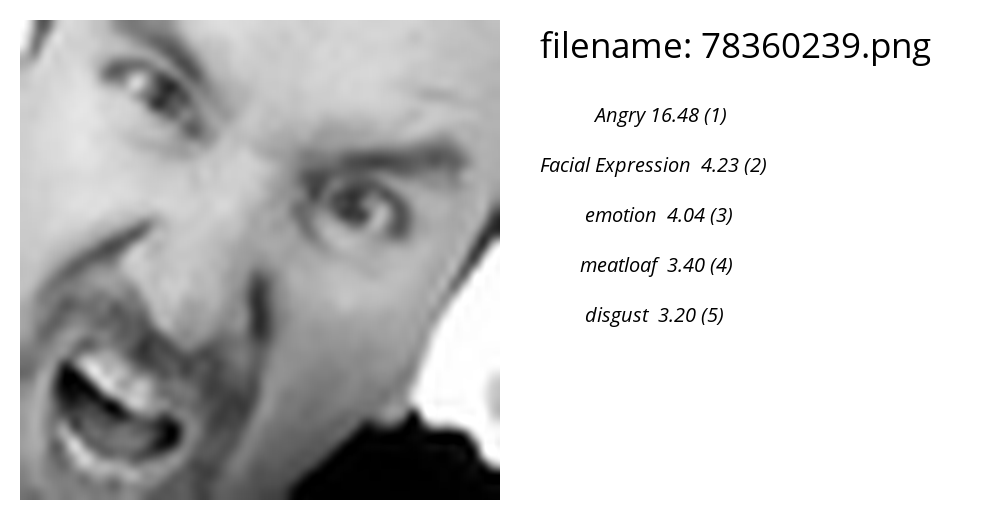 filename: 78360239.png
Angry 16.48 (1)
Facial Expression 4.23 (2)
emotion 4.04 (3)
meatloaf 3.40 (4)
disgust 3.20 (5)